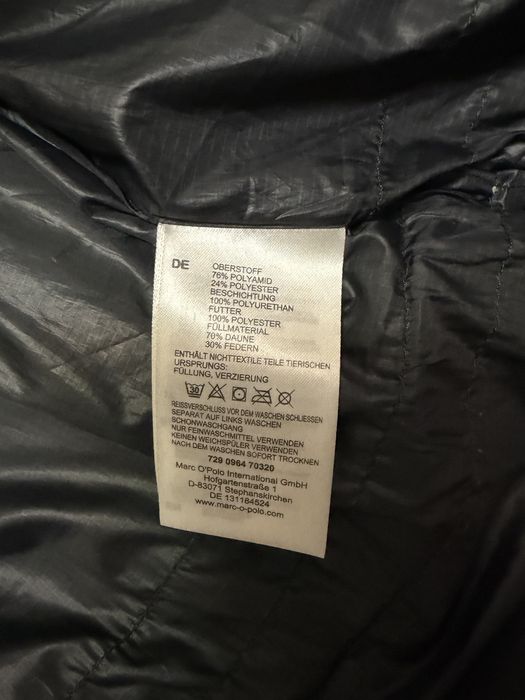 DE
OBERSTOFF
76% POLYAMID
24% POLYESTER
BESCHICHTUNG
100% POLYURETHAN
FUTTER
100% POLYESTER
FÜLLMATERIAL
70% DAUNE
30% FEDERN
ENTHÄLT NICHTTEXTILE TEILE TIERISCHEN
URSPRUNGS:
FÜLLUNG, VERZIERUNG
30
REISSVERSCHLUSS VOR DEM WASCHEN SCHLIESSEN
SEPARAT AUF LINKS WASCHEN
SCHONWASCHGANG
NUR FEINWASCHMITTEL VERWENDEN
KEINEN WEICHSPÜLER VERWENDEN
NACH DEM WASCHEN SOFORT TROCKNEN
729 0964 70320
Marc O'Polo International GmbH
Hofgartenstraße 1
D-83071 Stephanskirchen
DE 131184524
www.marc-o-polo.com